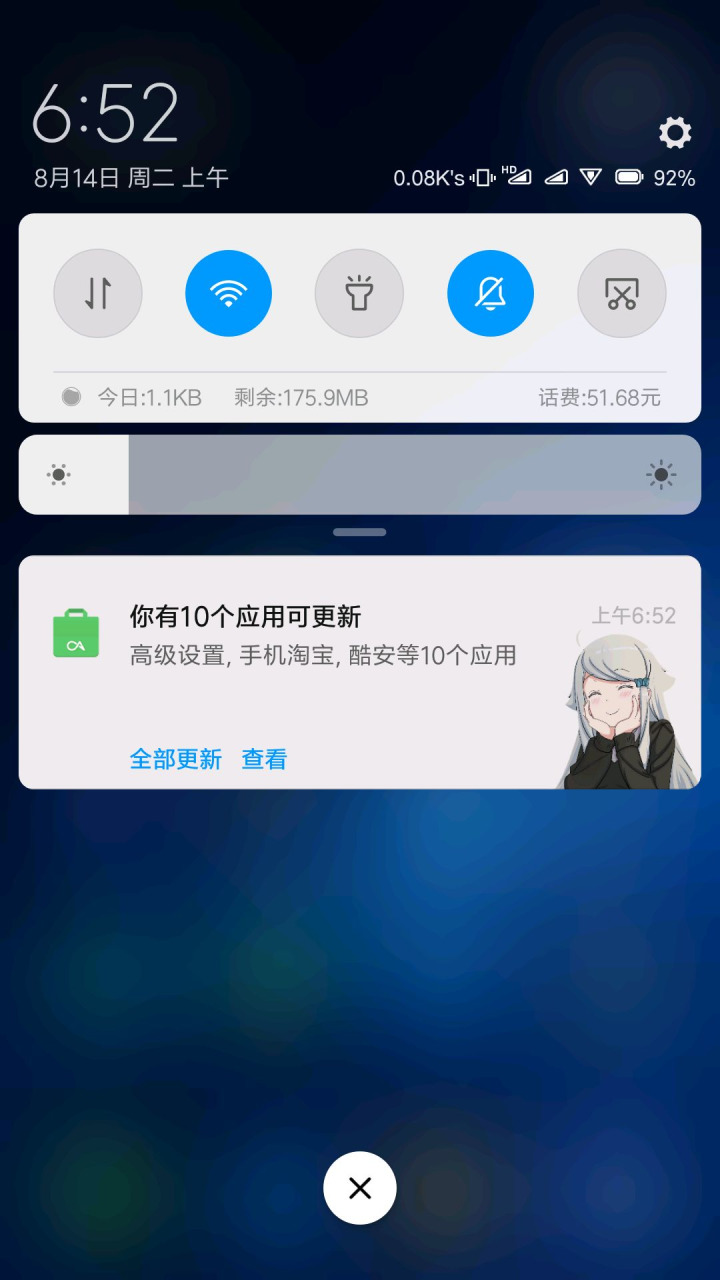 6:52
8月14日 周二 上午
0.08K's HD 92%
今日:1.1KB 剩余:175.9MB 话费:51.68元
你有10个应用可更新 上午6:52
高级设置, 手机淘宝, 酷安等10个应用
全部更新 查看